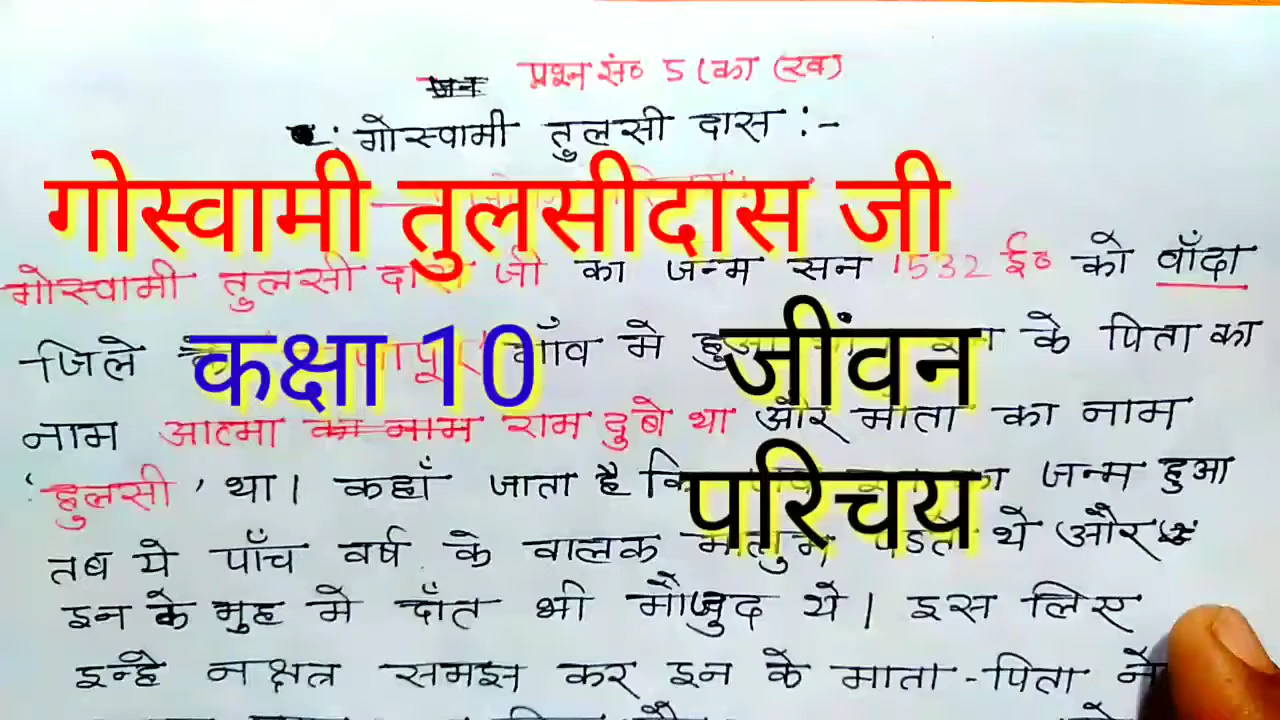 प्रश्न सं० 5 (का (ख)
:गोस्वामी तुलसी दास :-
गोस्वामी तुलसीदास जी
गोस्वामी तुलसी दास जी का जन्म सन 1532 ई० को बाँदा
जिले गाँव मे के पिता का
कक्षा 10
जींवन
नाम आत्मा का नाम राम दुबे था और माता का नाम
'हुलसी' था। कहाँ जाता है कि जन्म हुआ
परिचय
तब ये पाँच वर्ष के वालक थे और
इन के मुह मे दाँत भी मौजुद थे। इस लिए
इन्हे नक्षत्र समझ कर इन के माता-पिता ने